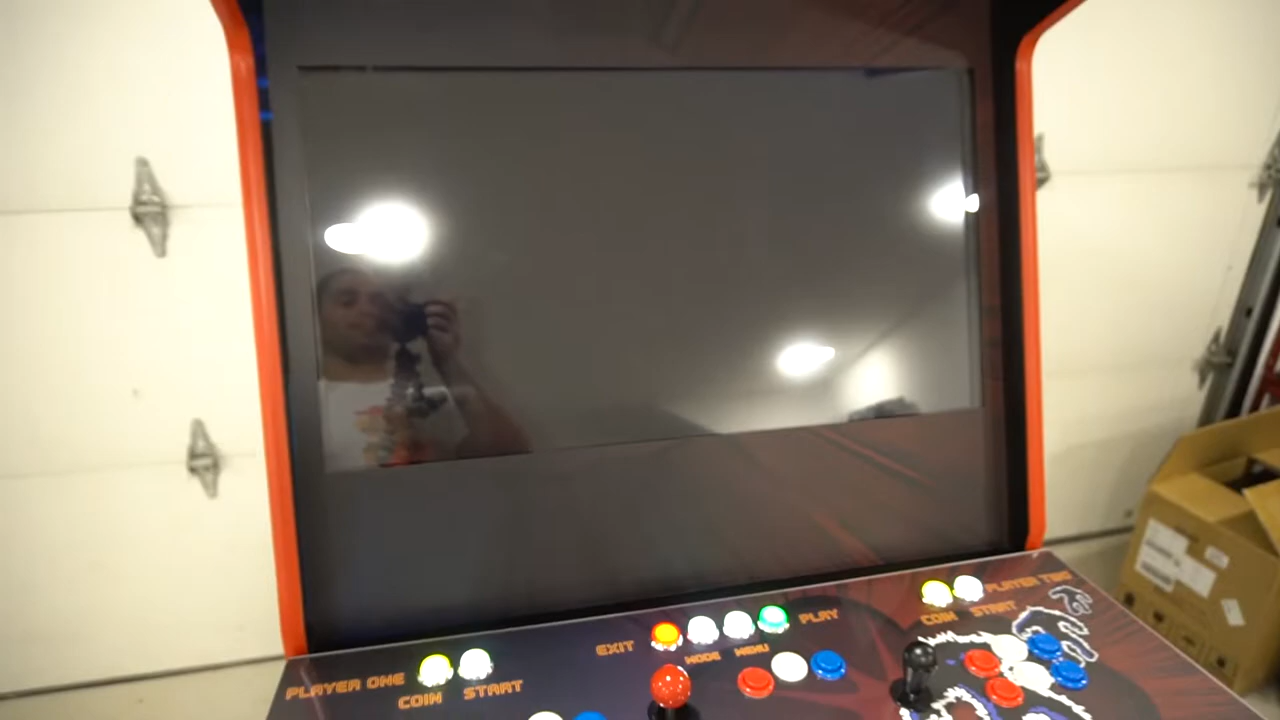 PLAYER TWO
COIN START
EXIT
PLAY
MODE MENU
PLAYER ONE
COIN START